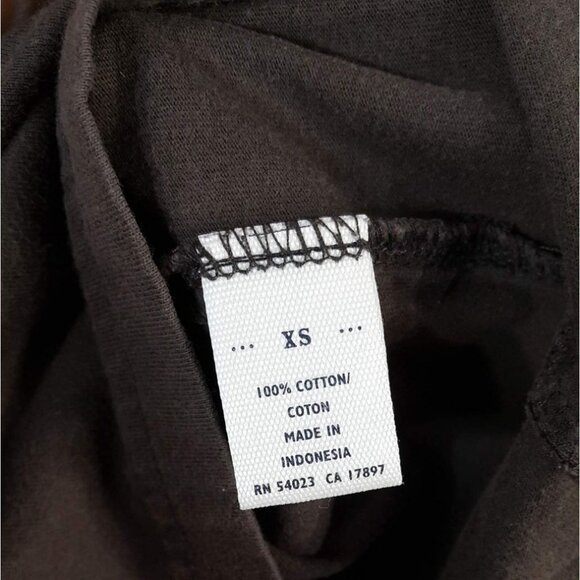 ... XS ...
100% COTTON/
COTON
MADE IN
INDONESIA
RN 54023 CA 17897